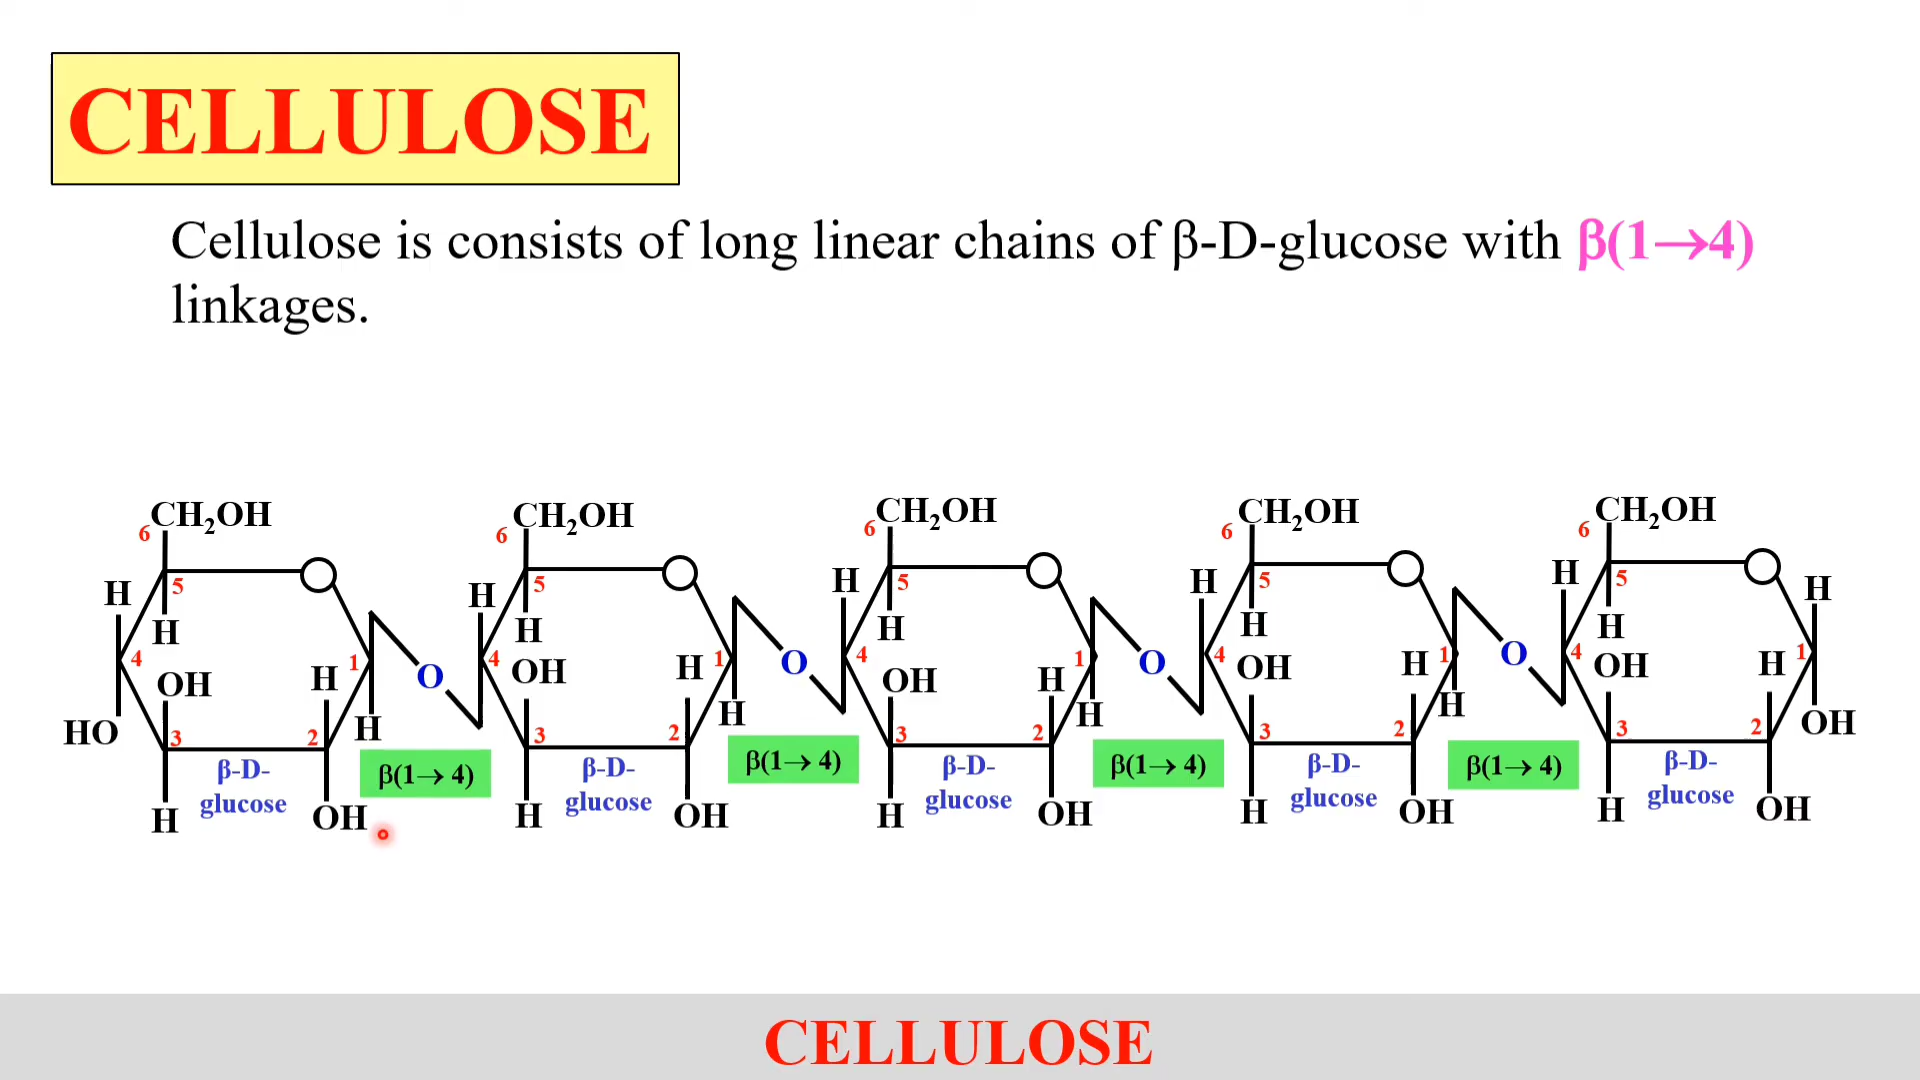 CELLULOSE
Cellulose is consists of long linear chains of β-D-glucose with β(1→4)
linkages.
6 CH₂OH 6 CH₂OH 6 CH₂OH 6 CH₂OH 6 CH₂OH
H 5 H 5 H 5 H 5 H 5 H
H H H H H
4 OH H 1 O 4 OH H 1 O 4 OH H 1 O 4 OH H 1 O 4 OH H 1
HO 3 2 H 3 2 H 3 2 H 3 2 H 3 2 OH
β-D- β(1→ 4) β-D- β(1→ 4) β-D- β(1→ 4) β-D- β(1→ 4) β-D-
glucose glucose glucose glucose glucose
H OH H OH H OH H OH H OH
CELLULOSE